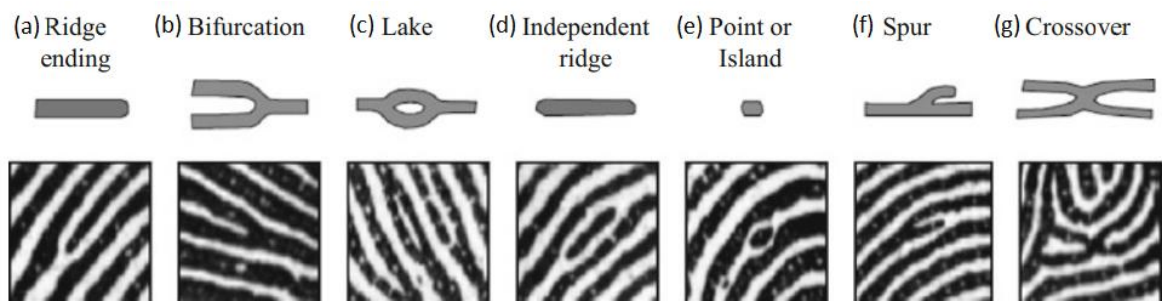 (a) Ridge ending
(b) Bifurcation
(c) Lake
(d) Independent ridge
(e) Point or Island
(f) Spur
(g) Crossover